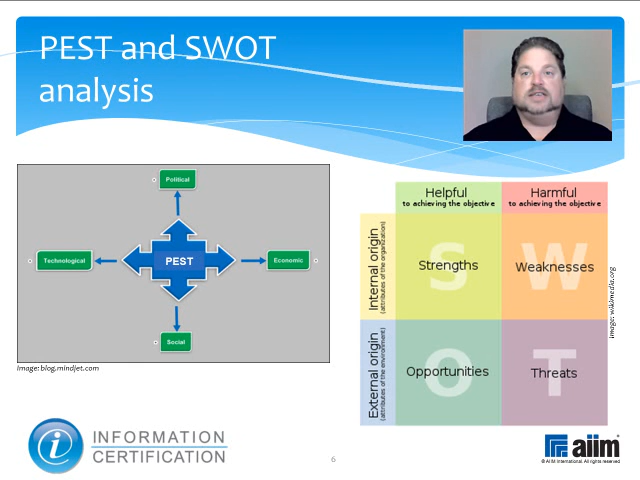 PEST and SWOT
analysis
Political
Technological
PEST
Economic
Social
Image: blog.mindjet.com
Helpful
to achieving the objective
Harmful
to achieving the objective
Internal origin
(attributes of the organization)
S
Strengths
W
Weaknesses
External origin
(attributes of the environment)
O
Opportunities
T
Threats
Image: wikimedia.org
i
INFORMATION
CERTIFICATION
6
aiim
© AIIM International. All rights reserved